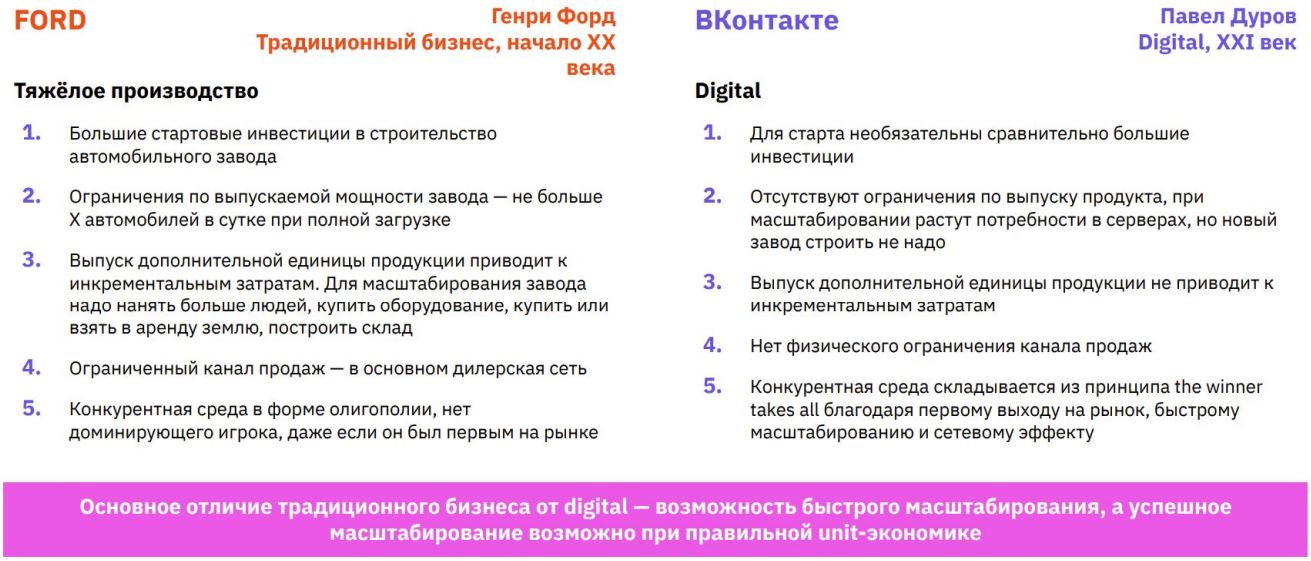 FORD
Генри Форд
Традиционный бизнес, начало XX
века
Тяжёлое производство
1. Большие стартовые инвестиции в строительство
автомобильного завода
2. Ограничения по выпускаемой мощности завода — не больше
X автомобилей в сутке при полной загрузке
3. Выпуск дополнительной единицы продукции приводит к
инкрементальным затратам. Для масштабирования завода
надо нанять больше людей, купить оборудование, купить или
взять в аренду землю, построить склад
4. Ограниченный канал продаж — в основном дилерская сеть
5. Конкурентная среда в форме олигополии, нет
доминирующего игрока, даже если он был первым на рынке
ВКонтакте
Павел Дуров
Digital, XXI век
Digital
1. Для старта необязательны сравнительно большие
инвестиции
2. Отсутствуют ограничения по выпуску продукта, при
масштабировании растут потребности в серверах, но новый
завод строить не надо
3. Выпуск дополнительной единицы продукции не приводит к
инкрементальным затратам
4. Нет физического ограничения канала продаж
5. Конкурентная среда складывается из принципа the winner
takes all благодаря первому выходу на рынок, быстрому
масштабированию и сетевому эффекту
Основное отличие традиционного бизнеса от digital — возможность быстрого масштабирования, а успешное
масштабирование возможно при правильной unit-экономике